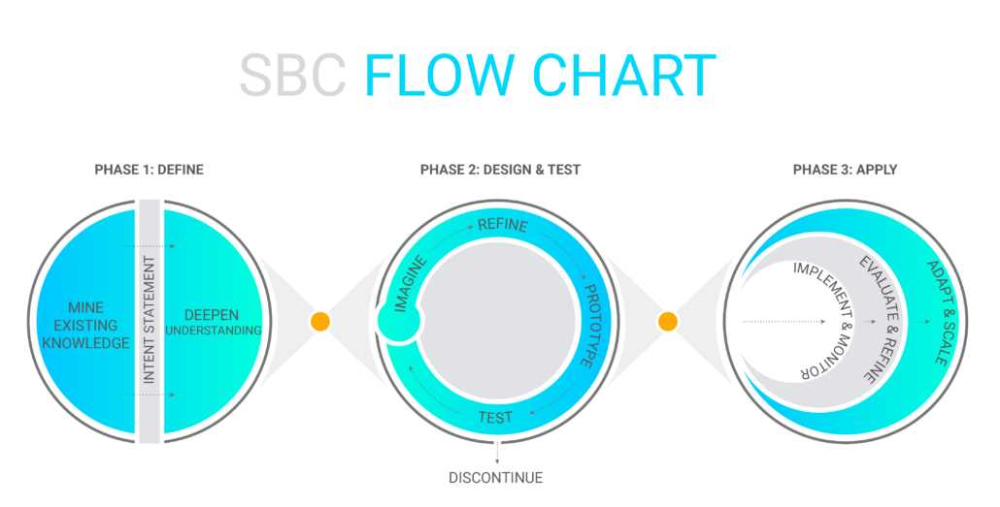 SBC FLOW CHART
PHASE 1: DEFINE
MINE
EXISTING
KNOWLEDGE
INTENT STATEMENT
DEEPEN
UNDERSTANDING
PHASE 2: DESIGN & TEST
IMAGINE
REFINE
PROTOTYPE
TEST
DISCONTINUE
PHASE 3: APPLY
IMPLEMENT & MONITOR
EVALUATE & REFINE
ADAPT & SCALE